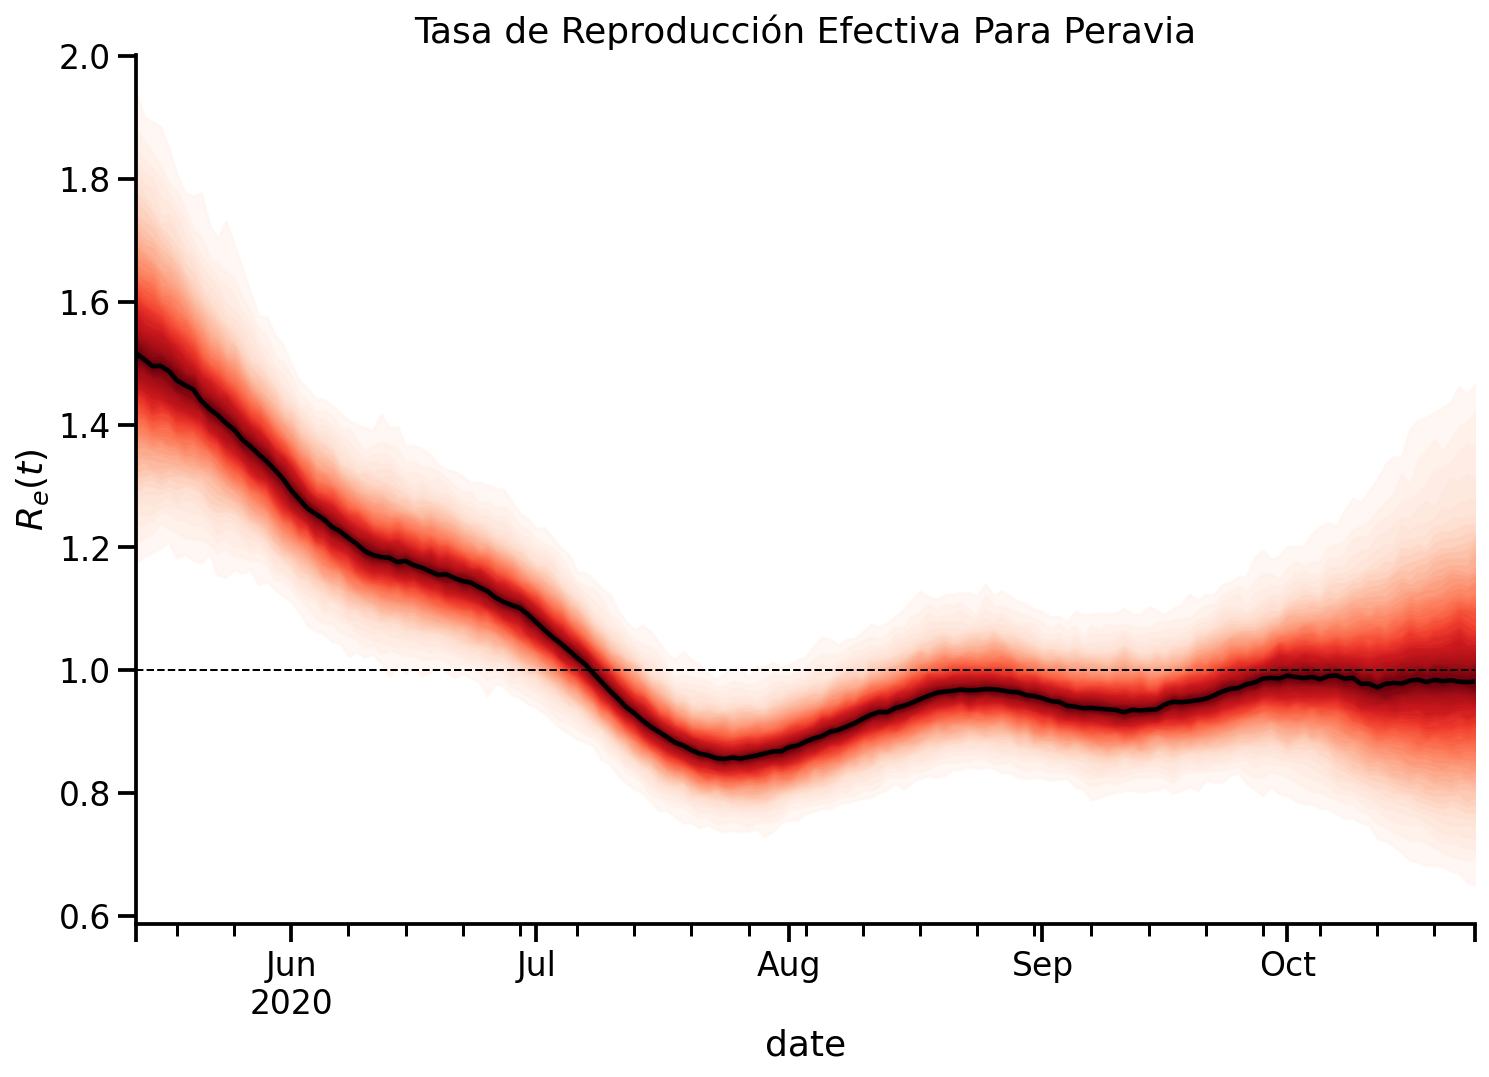 Tasa de Reproducción Efectiva Para Peravia
2.0
1.8
1.6
1.4
1.2
1.0
0.8
0.6
Rₑ(t)
Jun Jul Aug Sep Oct
2020
date